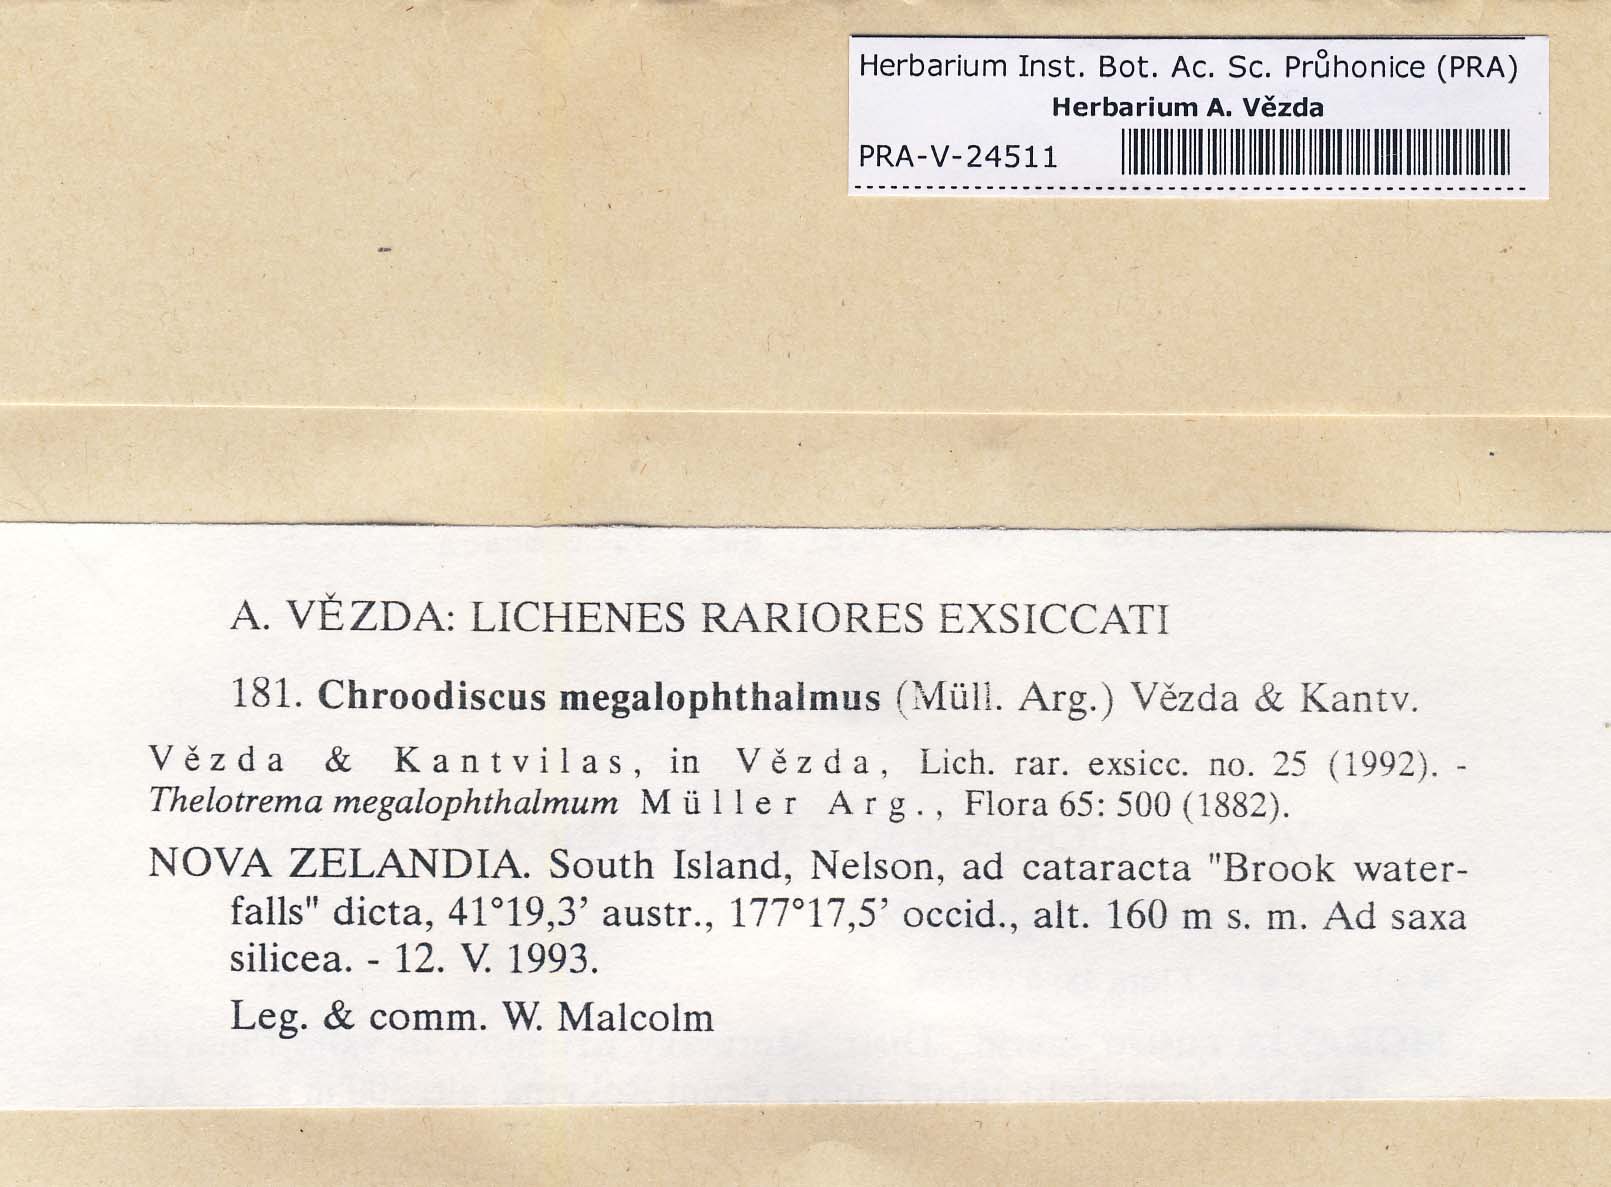 Herbarium Inst. Bot. Ac. Sc. Průhonice (PRA)
Herbarium A. Vězda
PRA-V-24511
A. VĚZDA: LICHENES RARIORES EXSICCATI
181. Chroodiscus megalophthalmus (Müll. Arg.) Vězda & Kantv.
Vězda & Kantvilas, in Vězda, Lich. rar. exsicc. no. 25 (1992). -
Thelotrema megalophthalmum Müller Arg., Flora 65: 500 (1882).
NOVA ZELANDIA. South Island, Nelson, ad cataracta "Brook water-
falls" dicta, 41°19,3’ austr., 177°17,5’ occid., alt. 160 m s. m. Ad saxa
silicea. - 12. V. 1993.
Leg. & comm. W. Malcolm